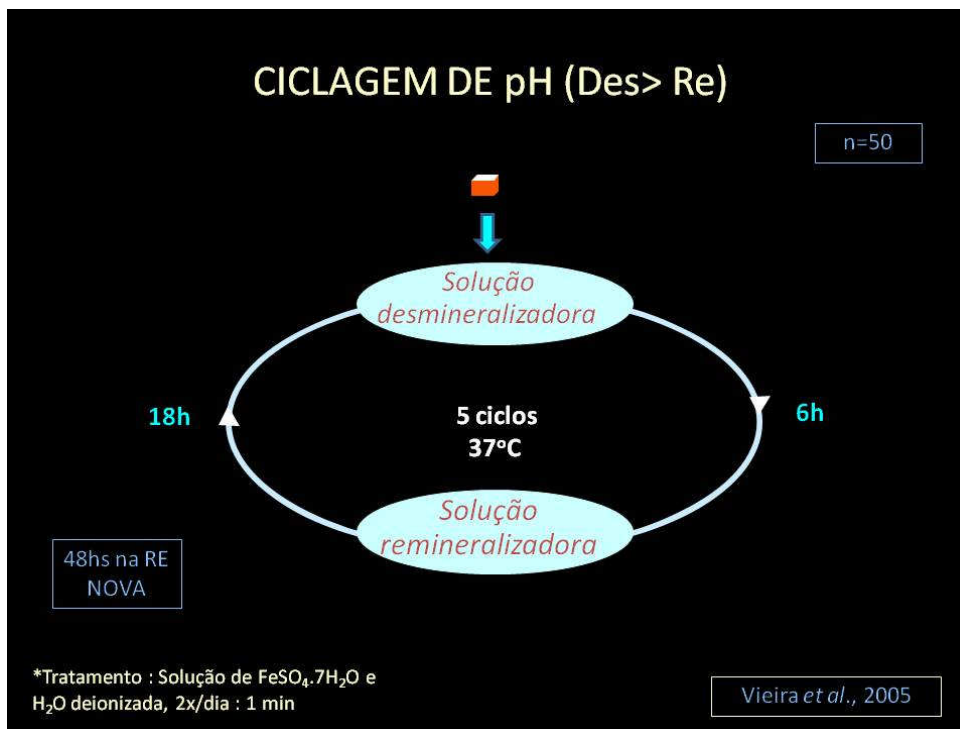 CICLAGEM DE pH (Des> Re)
n=50
Solução
desmineralizadora
18h
5 ciclos
37°C
6h
Solução
remineralizadora
48hs na RE
NOVA
*Tratamento : Solução de FeSO₄.7H₂O e
H₂O deionizada, 2x/dia : 1 min
Vieira et al., 2005